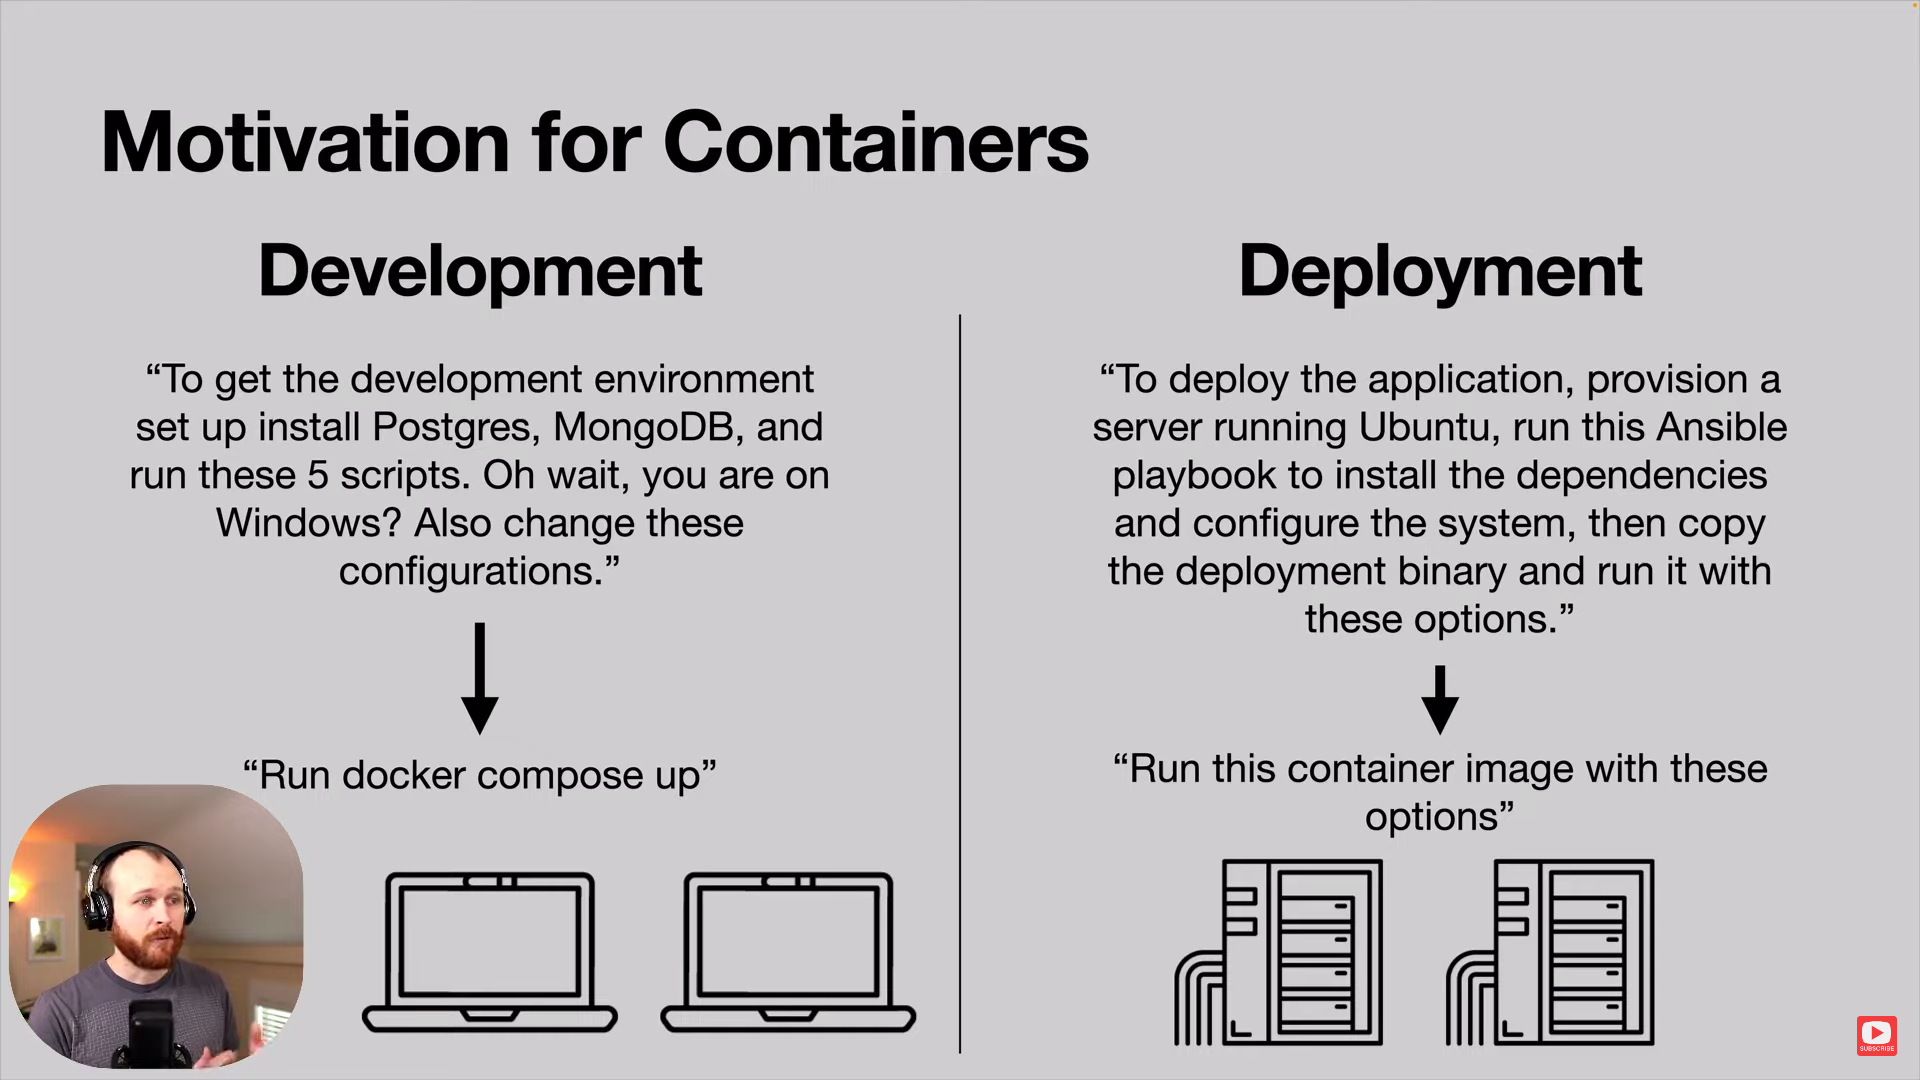 Motivation for Containers
Development
“To get the development environment
set up install Postgres, MongoDB, and
run these 5 scripts. Oh wait, you are on
Windows? Also change these
configurations.”
“Run docker compose up”
Deployment
“To deploy the application, provision a
server running Ubuntu, run this Ansible
playbook to install the dependencies
and configure the system, then copy
the deployment binary and run it with
these options.”
“Run this container image with these
options”
SUBSCRIBE